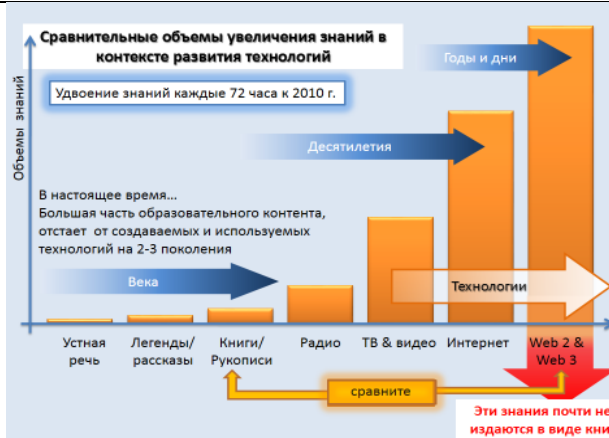 Сравнительные объемы увеличения знаний в
контексте развития технологий
Годы и дни
Удвоение знаний каждые 72 часа к 2010 г.
Объемы знаний
Десятилетия
В настоящее время...
Большая часть образовательного контента,
отстает от создаваемых и используемых
технологий на 2-3 поколения
Века
Технологии
Устная
речь
Легенды/
рассказы
Книги/
Рукописи
Радио
ТВ & видео
Интернет
Web 2 &
Web 3
сравните
Эти знания почти не
издаются в виде